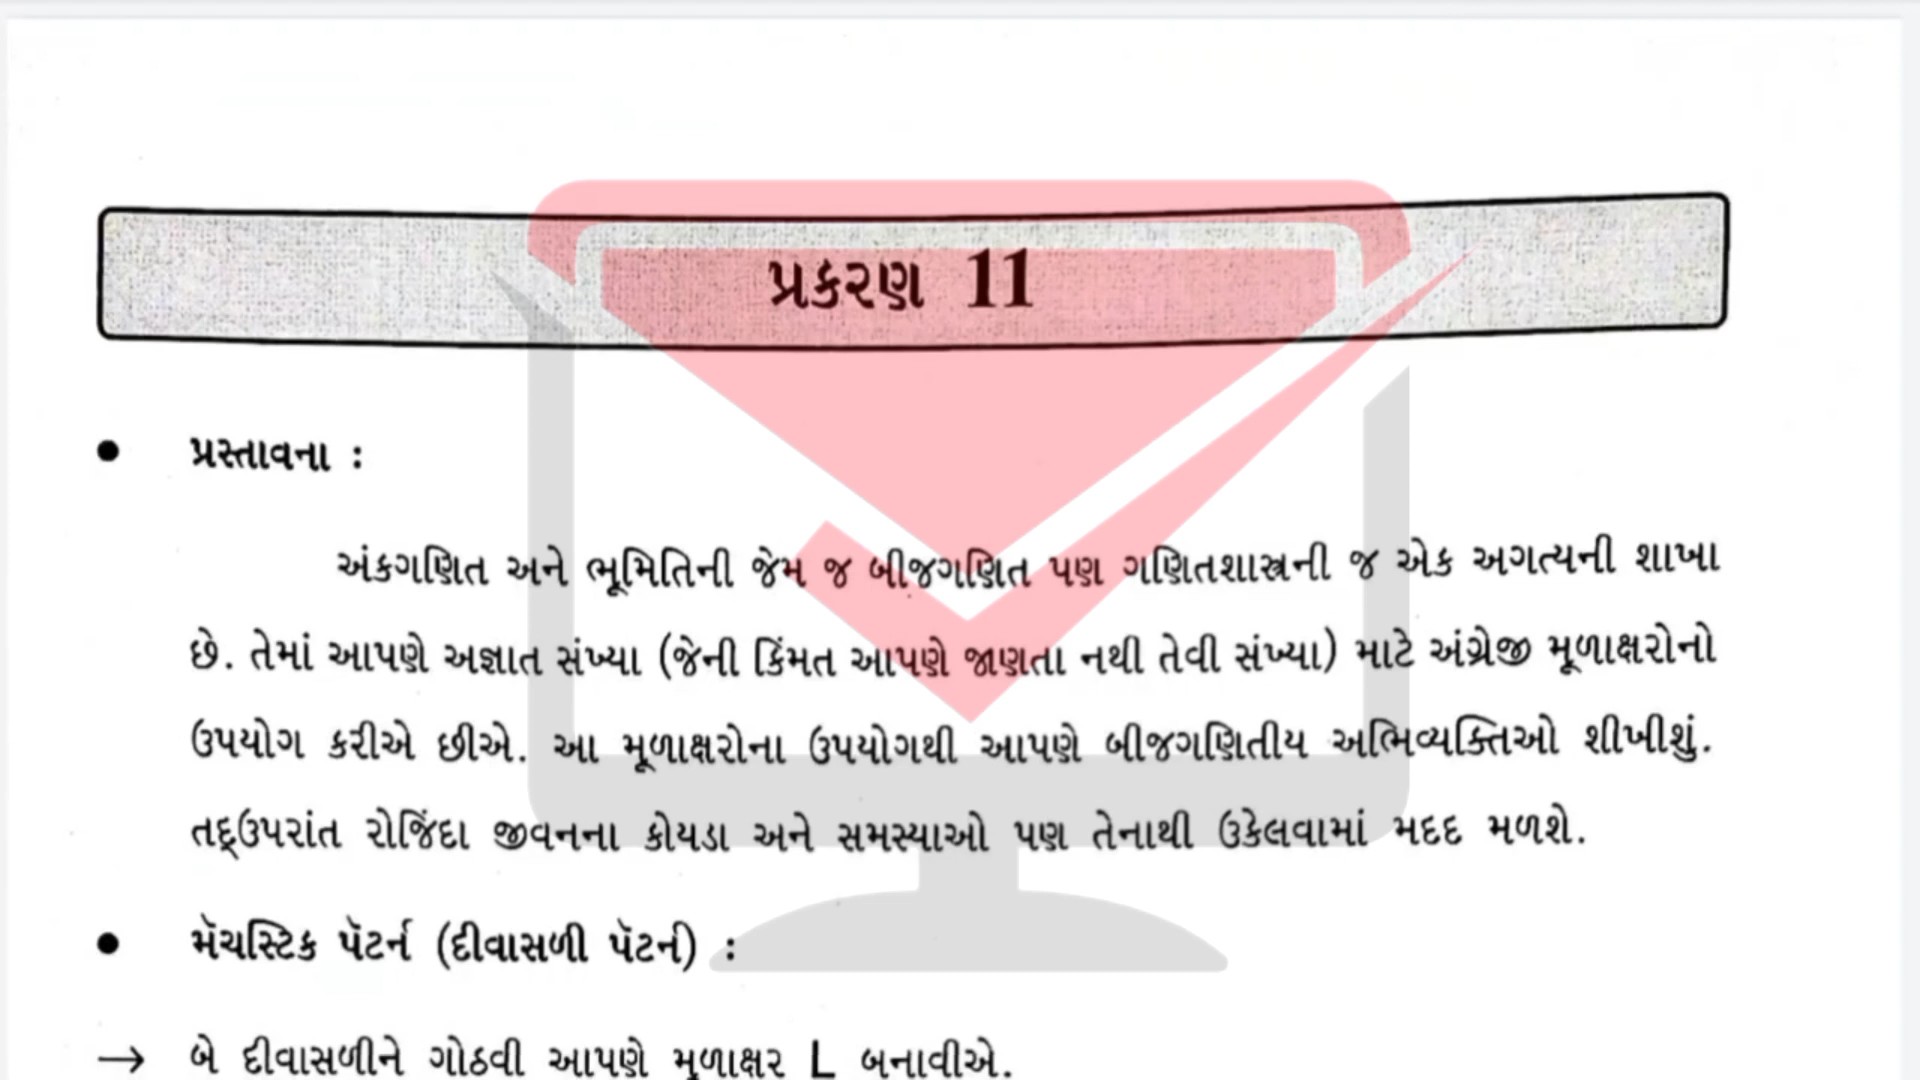 પ્રકરણ 11
● પ્રસ્તાવના :
અંકગણિત અને ભૂમિતિની જેમ જ બીજગણિત પણ ગણિતશાસ્ત્રની જ એક અગત્યની શાખા
છે. તેમાં આપણે અજ્ઞાત સંખ્યા (જેની કિંમત આપણે જાણતા નથી તેવી સંખ્યા) માટે અંગ્રેજી મૂળાક્ષરોનો
ઉપયોગ કરીએ છીએ. આ મૂળાક્ષરોના ઉપયોગથી આપણે બીજગણિતીય અભિવ્યક્તિઓ શીખીશું.
તદ્ઉપરાંત રોજિંદા જીવનના કોયડા અને સમસ્યાઓ પણ તેનાથી ઉકેલવામાં મદદ મળશે.
● મૅચસ્ટિક પૅટર્ન (દીવાસળી પૅટર્ન) :
→ બે દીવાસળીને ગોઠવી આપણે મૂળાક્ષર L બનાવીએ.